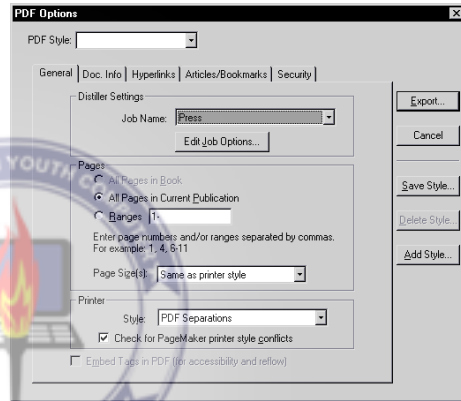 PDF Options
PDF Style:
General Doc. Info Hyperlinks Articles/Bookmarks Security
Distiller Settings
Job Name: Press
Edit Job Options...
Pages
All Pages in Book
All Pages in Current Publication
Ranges 1-
Enter page numbers and/or ranges separated by commas.
For example: 1, 4, 6-11
Page Size(s): Same as printer style
Printer
Style: PDF Separations
Check for PageMaker printer style conflicts
Embed Tags in PDF (for accessibility and reflow)
Export...
Cancel
Save Style...
Delete Style...
Add Style...
YOUTH